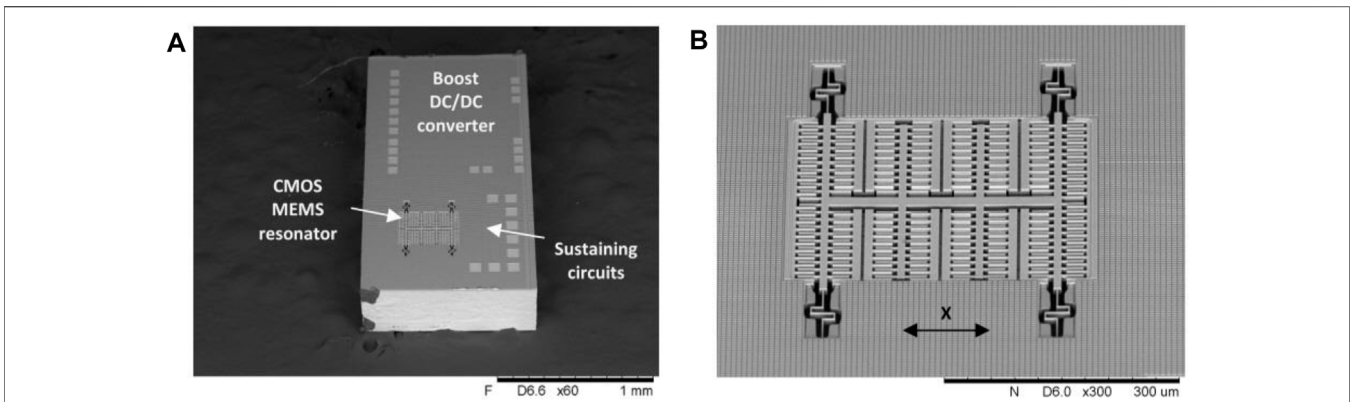 A
Boost
DC/DC
converter
CMOS
MEMS
resonator
Sustaining
circuits
F D6.6 x60 1 mm
B
X
N D6.0 x300 300 um